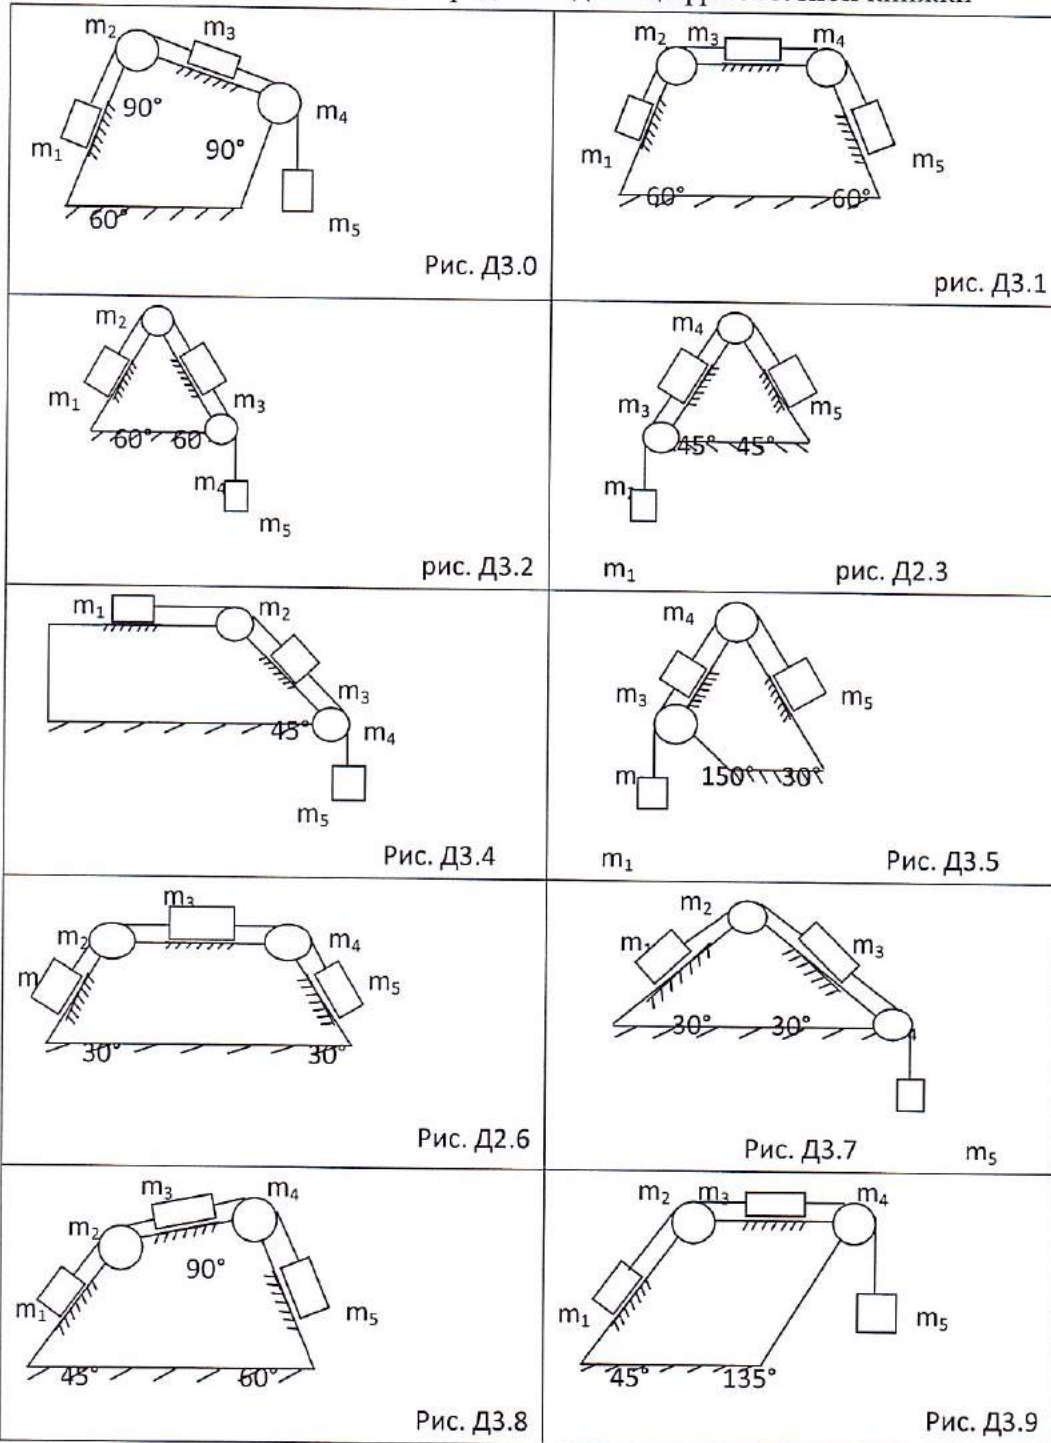 m₂ m₃
90°
m₁
90°
m₄
60°
m₅
Рис. Д3.0
m₂ m₃ m₄
m₁
m₅
60° 60°
рис. Д3.1
m₂
m₁
m₃
60° 60
m₄
m₅
рис. Д3.2
m₄
m₃
m₅
45° 45°
m₁
рис. Д2.3
m₁ m₂
m₃
45° m₄
m₅
Рис. Д3.4
m₄
m₃
m₅
150° 30°
m
m₁
Рис. Д3.5
m₃
m₂ m₄
m
m₅
30° 30°
Рис. Д2.6
m₂
m₃
30° 30°
Рис. Д3.7
m₅
m₃ m₄
m₂
90°
m₁
m₅
45° 60°
Рис. Д3.8
m₂ m₃ m₄
m₁
m₅
45° 135°
Рис. Д3.9